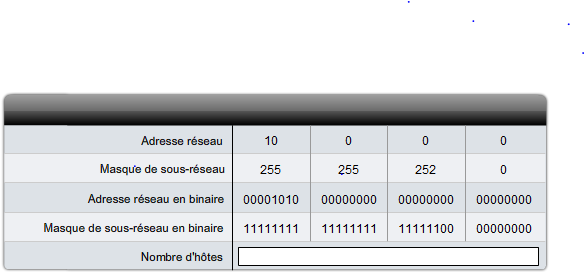 Adresse réseau 10 0 0 0
Masque de sous-réseau 255 255 252 0
Adresse réseau en binaire 00001010 00000000 00000000 00000000
Masque de sous-réseau en binaire 11111111 11111111 11111100 00000000
Nombre d'hôtes